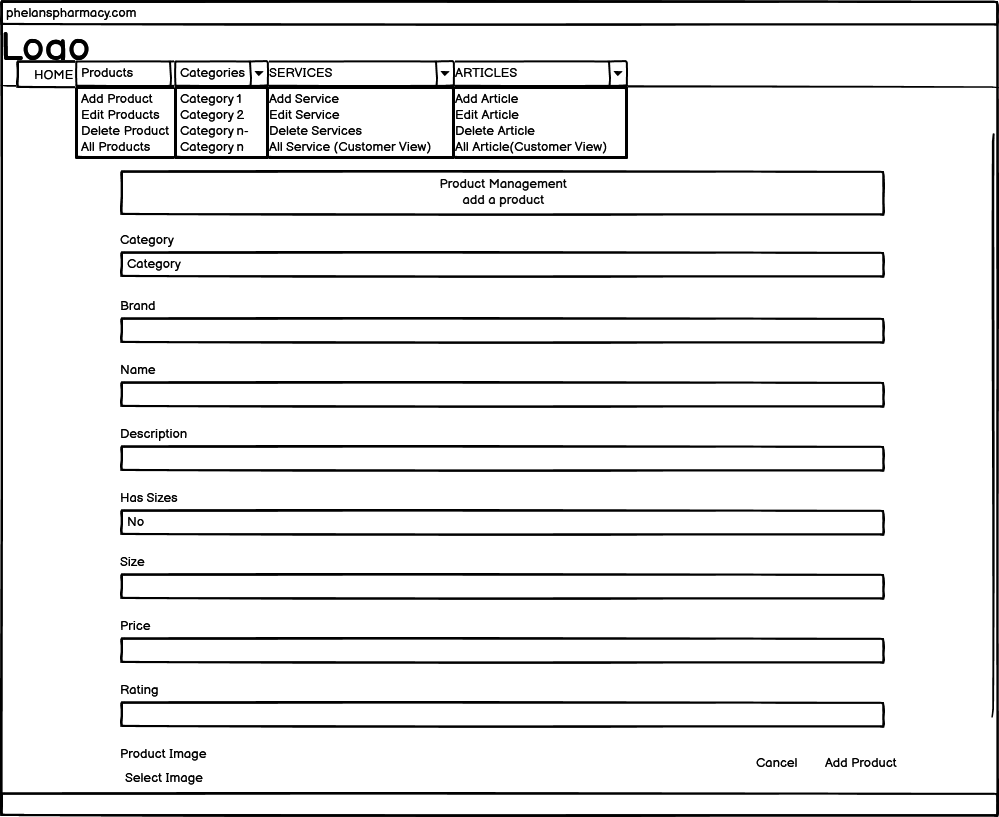 phelanspharmacy.com
Logo
HOME Products Categories SERVICES ARTICLES
Add Product Category 1 Add Service Add Article
Edit Products Category 2 Edit Service Edit Article
Delete Product Category n- Delete Services Delete Article
All Products Category n All Service (Customer View) All Article(Customer View)
Product Management
add a product
Category
Category
Brand
Name
Description
Has Sizes
No
Size
Price
Rating
Product Image
Select Image
Cancel Add Product